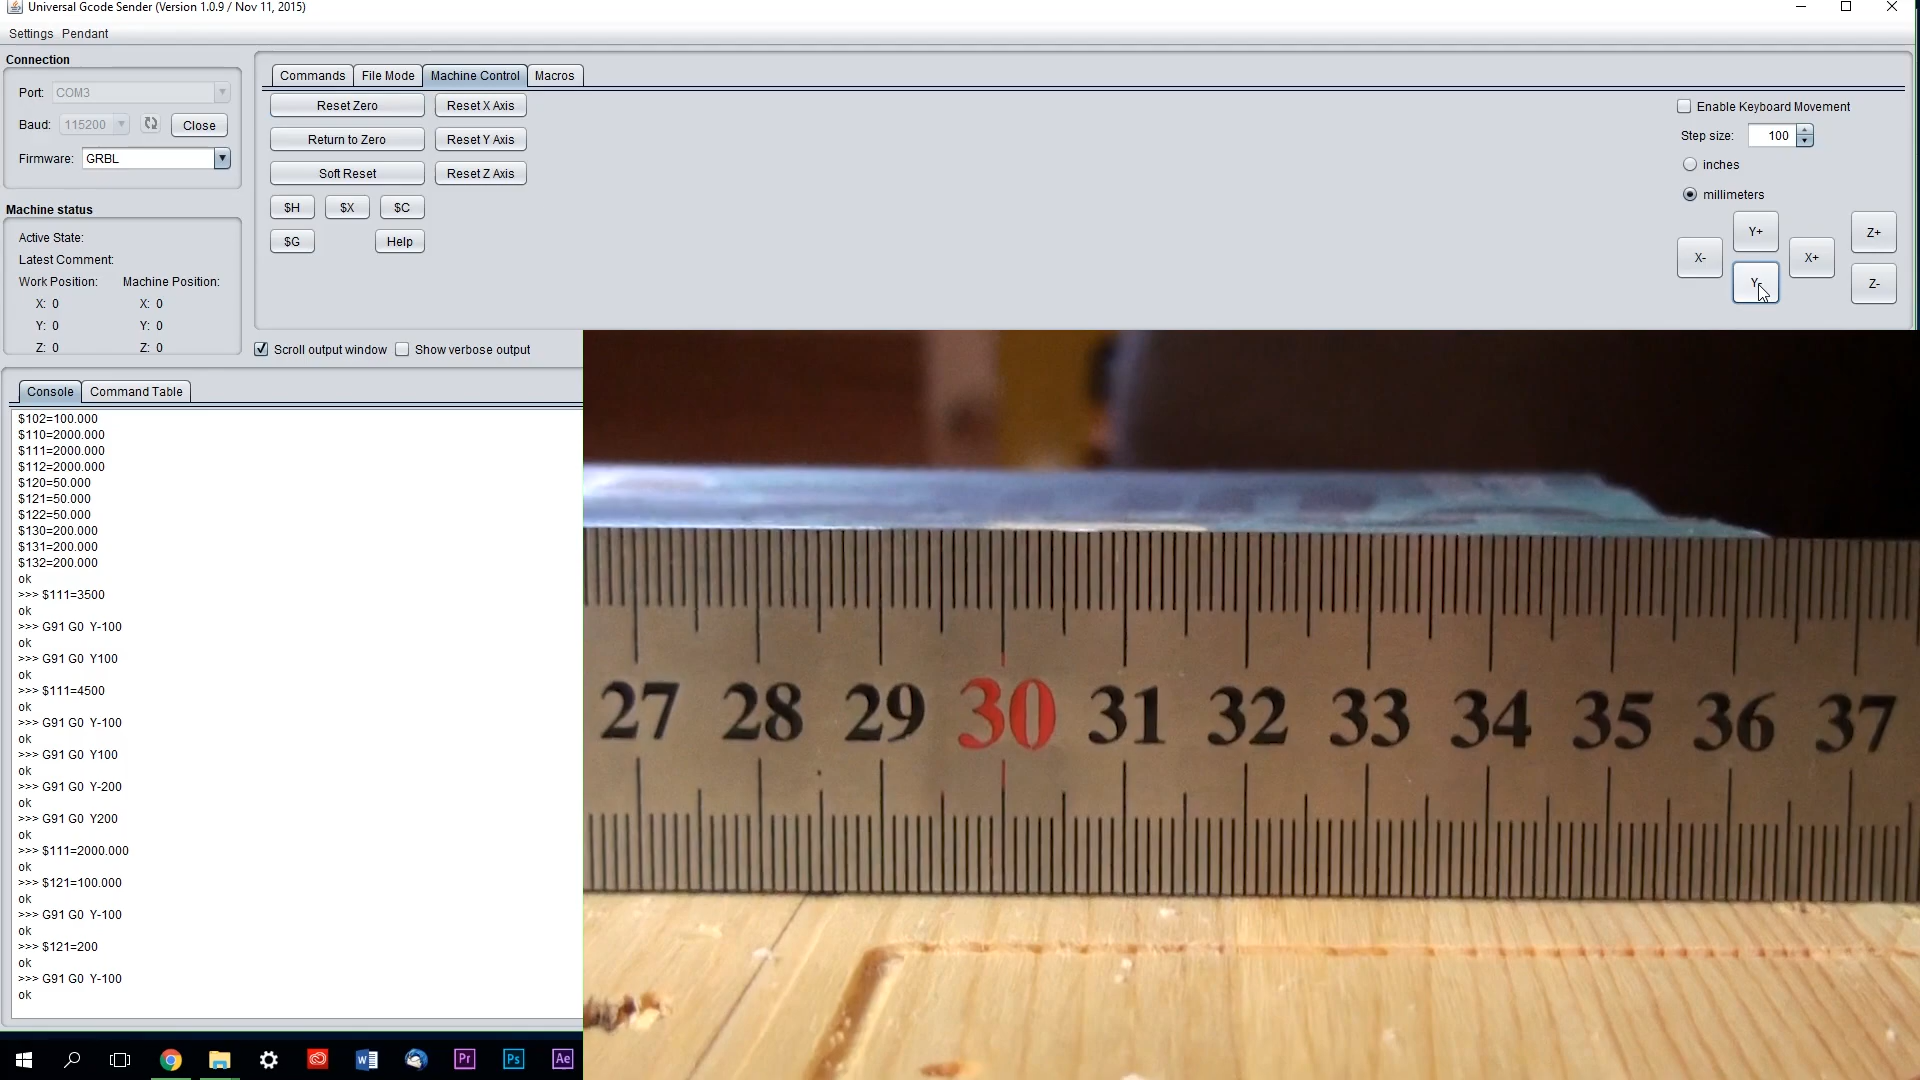 Universal Gcode Sender (Version 1.0.9 / Nov 11, 2015)
Settings Pendant
Connection
Port: COM3
Baud: 115200 Close
Firmware: GRBL
Machine status
Active State:
Latest Comment:
Work Position: Machine Position:
X: 0 X: 0
Y: 0 Y: 0
Z: 0 Z: 0
Commands File Mode Machine Control Macros
Reset Zero Reset X Axis
Return to Zero Reset Y Axis
Soft Reset Reset Z Axis
$H $X $C
$G Help
Enable Keyboard Movement
Step size: 100
inches
millimeters
Y+ Z+
X- X+
Y- Z-
Scroll output window Show verbose output
Console Command Table
$102=100.000
$110=2000.000
$111=2000.000
$112=2000.000
$120=50.000
$121=50.000
$122=50.000
$130=200.000
$131=200.000
$132=200.000
ok
>>> $111=3500
ok
>>> G91 G0 Y-100
ok
>>> G91 G0 Y100
ok
>>> $111=4500
ok
>>> G91 G0 Y-100
ok
>>> G91 G0 Y100
ok
>>> G91 G0 Y-200
ok
>>> G91 G0 Y200
ok
>>> $111=2000.000
ok
>>> $121=100.000
ok
>>> G91 G0 Y-100
ok
>>> $121=200
ok
>>> G91 G0 Y-100
ok
27 28 29 30 31 32 33 34 35 36 37
Pr Ps Ae